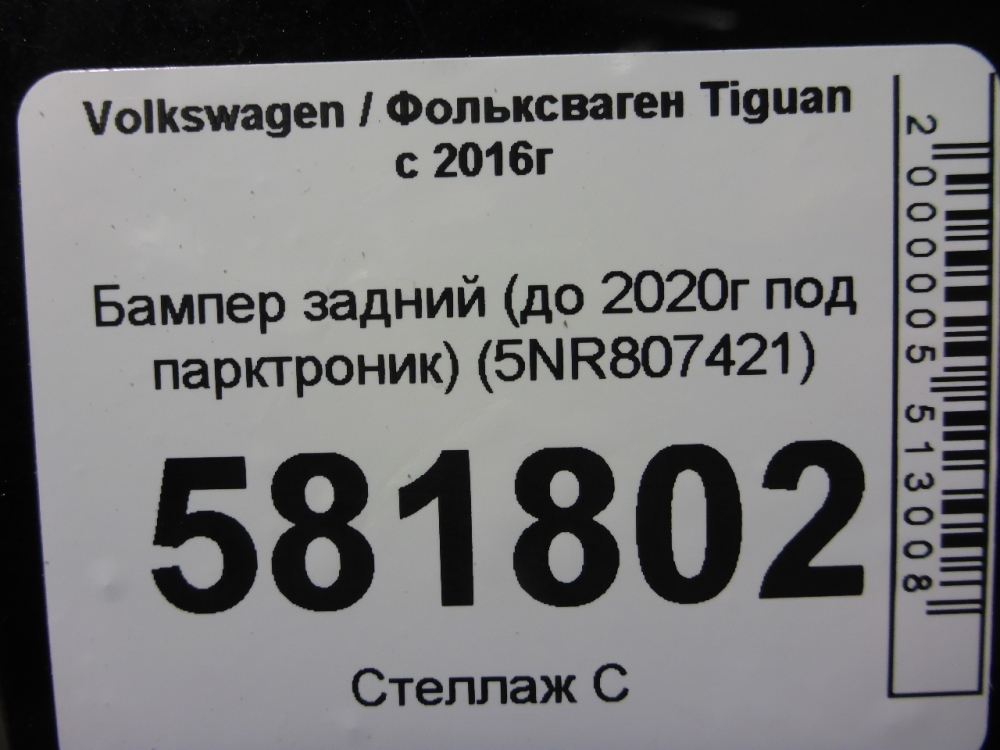 Volkswagen / Фольксваген Tiguan
с 2016г
Бампер задний (до 2020г под
парктроник) (5NR807421)
581802
Стеллаж С
2000005513008